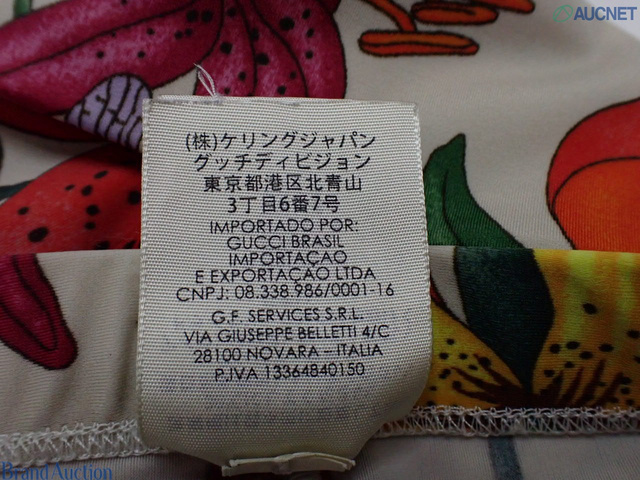 AUCNET
(株)ケリングジャパン
グッチディビジョン
東京都港区北青山
3丁目6番7号
IMPORTADO POR:
GUCCI BRASIL
IMPORTAÇAO
E EXPORTACAO LTDA
CNPJ: 08.338 986/0001-16
G.F. SERVICES S.R.L.
VIA GIUSEPPE BELLETTI 4/C
28100 NOVARA – ITALIA
P.IVA 13364840150
Brand Auction